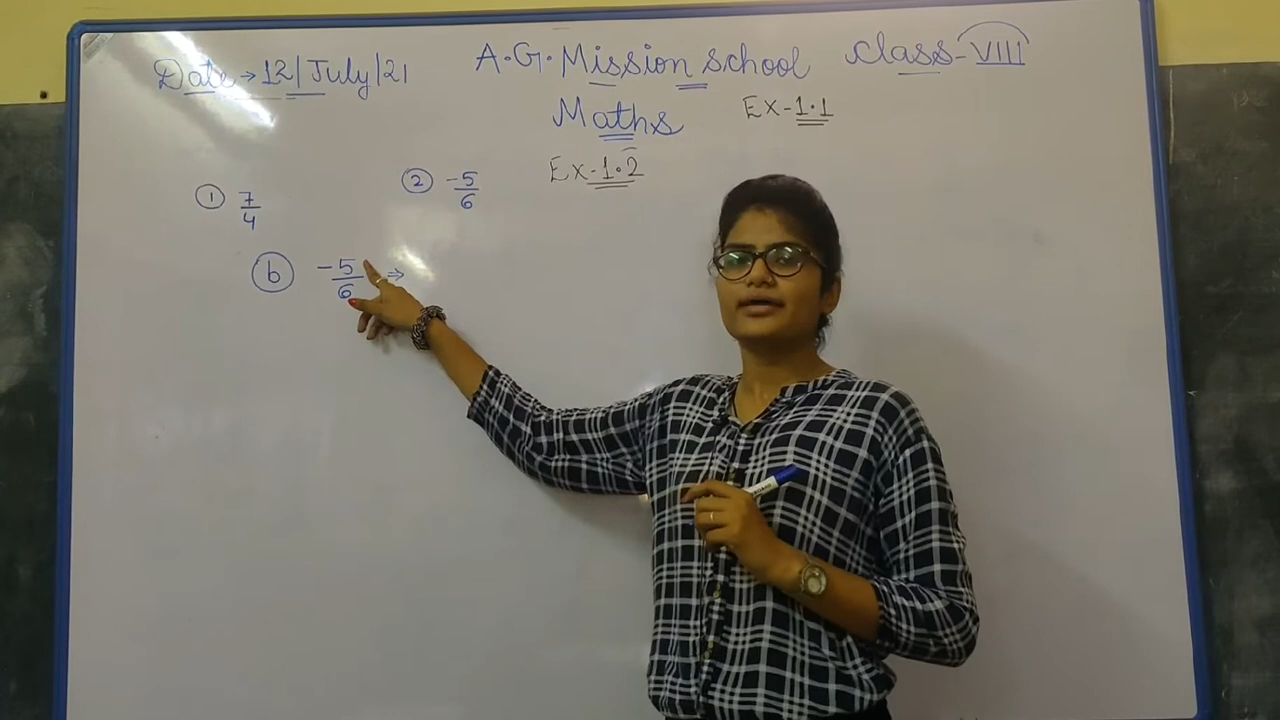 Date → 12/July/21
A.G. Mission school Class-VIII
Maths
Ex-1.1
Ex-1.2
① 7/4
② -5/6
ⓑ -5/6 ⇒